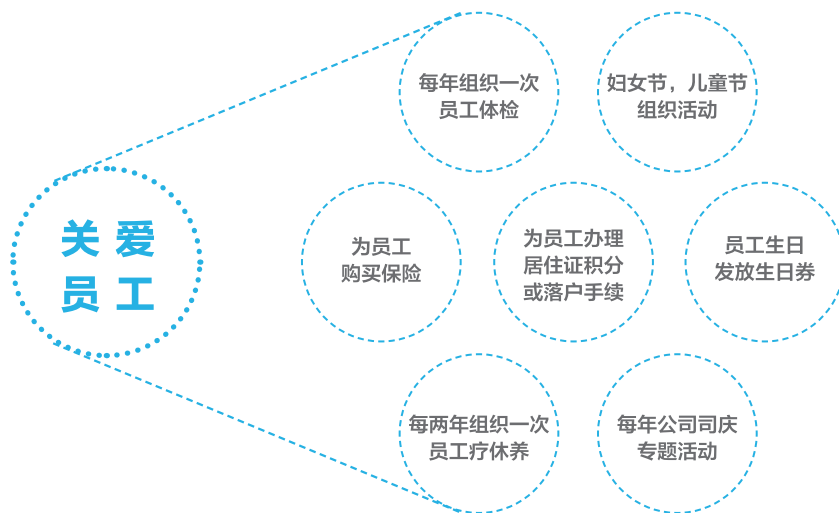 关爱
员工
每年组织一次
员工体检
妇女节，儿童节
组织活动
为员工
购买保险
为员工办理
居住证积分
或落户手续
员工生日
发放生日券
每两年组织一次
员工疗休养
每年公司司庆
专题活动